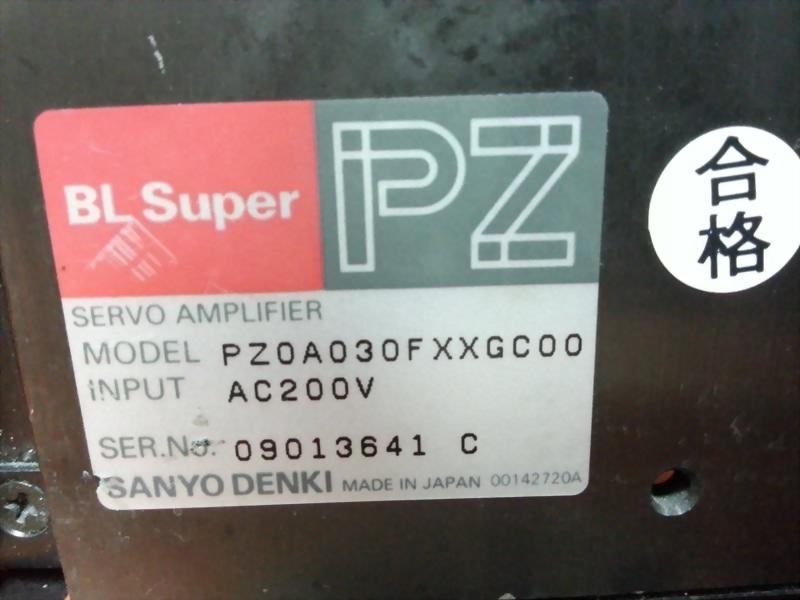 BL Super PZ
SERVO AMPLIFIER
MODEL PZ0A030FXXGC00
INPUT AC200V
SER.No. 09013641 C
SANYO DENKI MADE IN JAPAN 00142720A
合
格